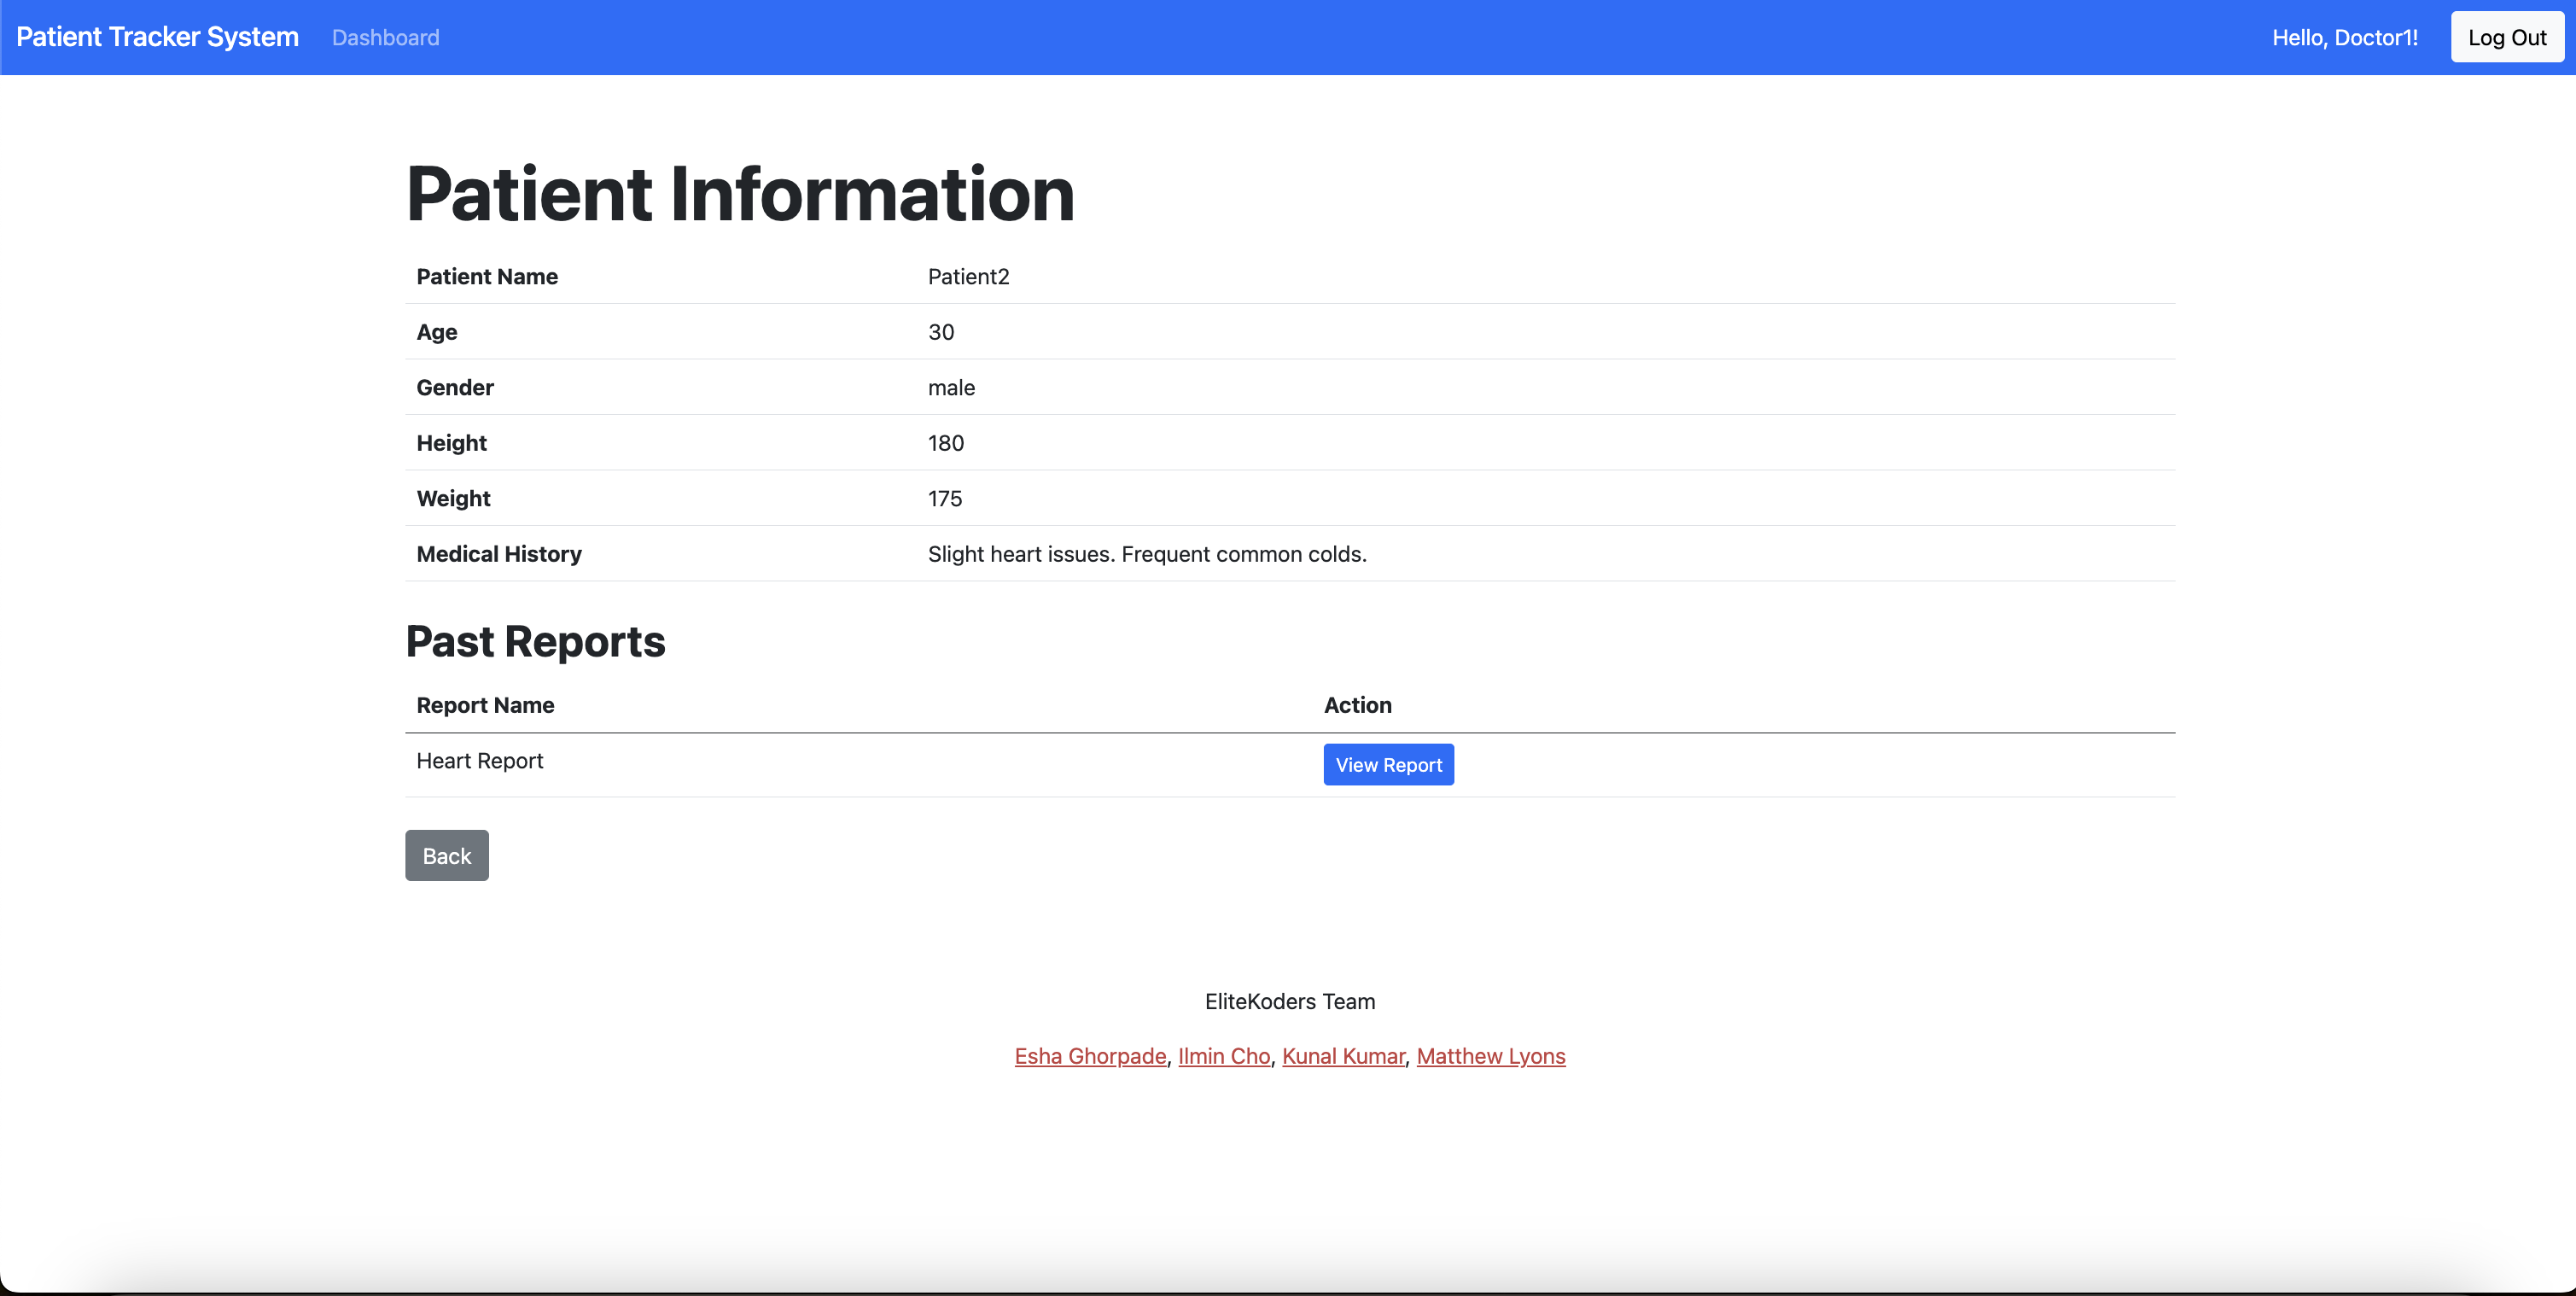 Patient Tracker System Dashboard Hello, Doctor1! Log Out
Patient Information
Patient Name Patient2
Age 30
Gender male
Height 180
Weight 175
Medical History Slight heart issues. Frequent common colds.
Past Reports
Report Name Action
Heart Report View Report
Back
EliteKoders Team
Esha Ghorpade, Ilmin Cho, Kunal Kumar, Matthew Lyons